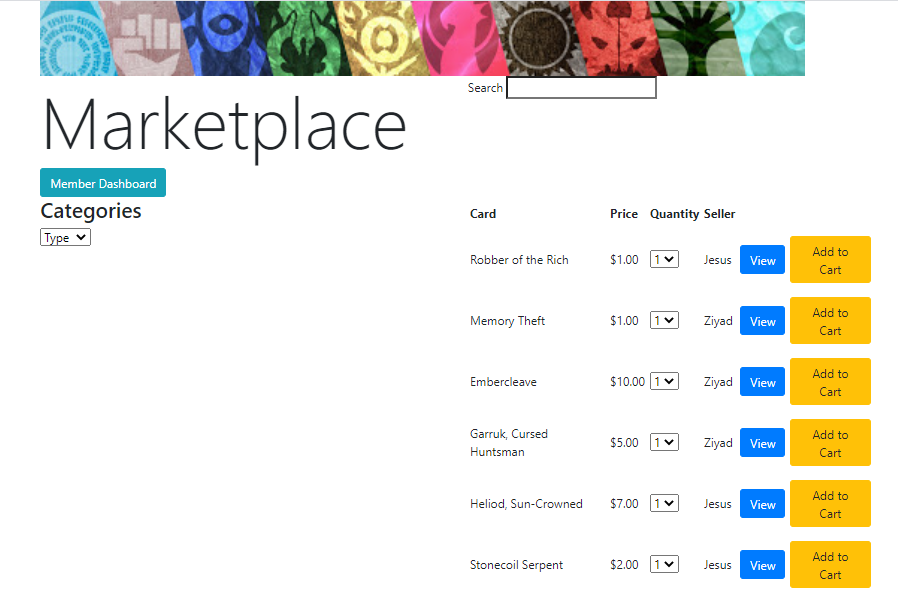 Search
Marketplace
Member Dashboard
Categories
Type
Card Price Quantity Seller
Robber of the Rich $1.00 1 Jesus View Add to
Cart
Memory Theft $1.00 1 Ziyad View Add to
Cart
Embercleave $10.00 1 Ziyad View Add to
Cart
Garruk, Cursed
Huntsman $5.00 1 Ziyad View Add to
Cart
Heliod, Sun-Crowned $7.00 1 Jesus View Add to
Cart
Stonecoil Serpent $2.00 1 Jesus View Add to
Cart